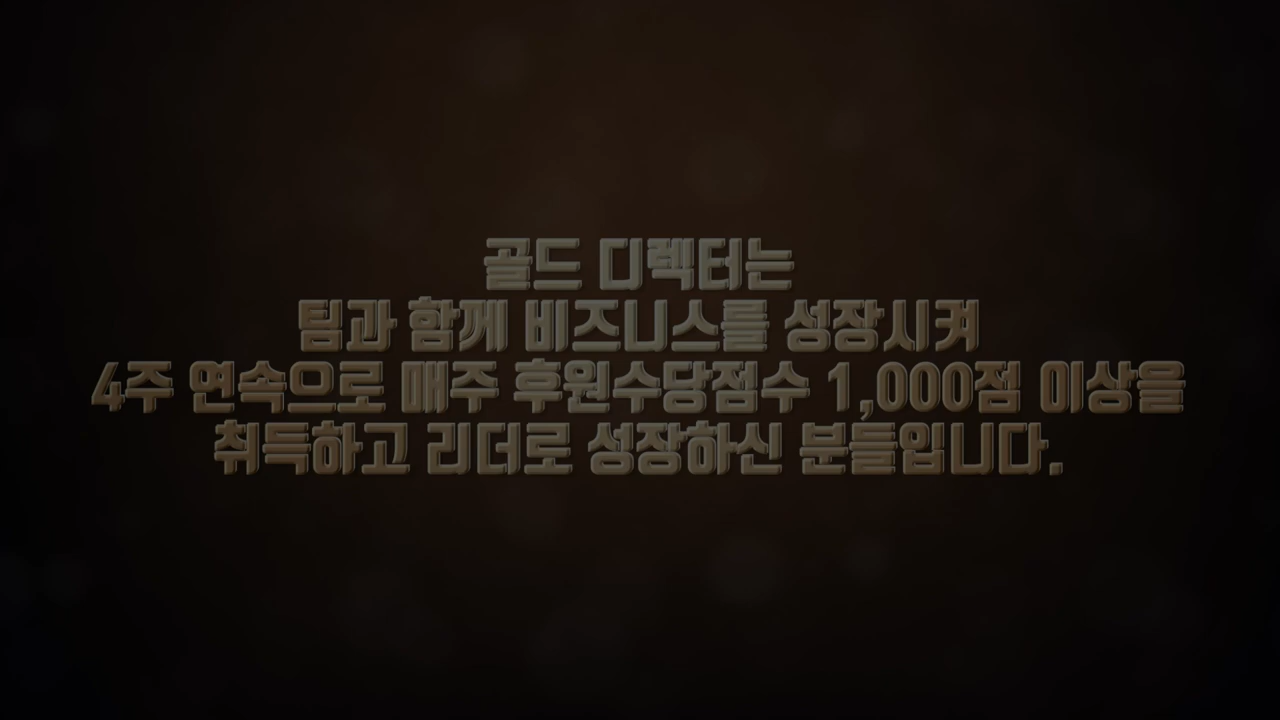 골드 디렉터는
팀과 함께 비즈니스를 성장시켜
4주 연속으로 매주 후원수당점수 1,000점 이상을
취득하고 리더로 성장하신 분들입니다.